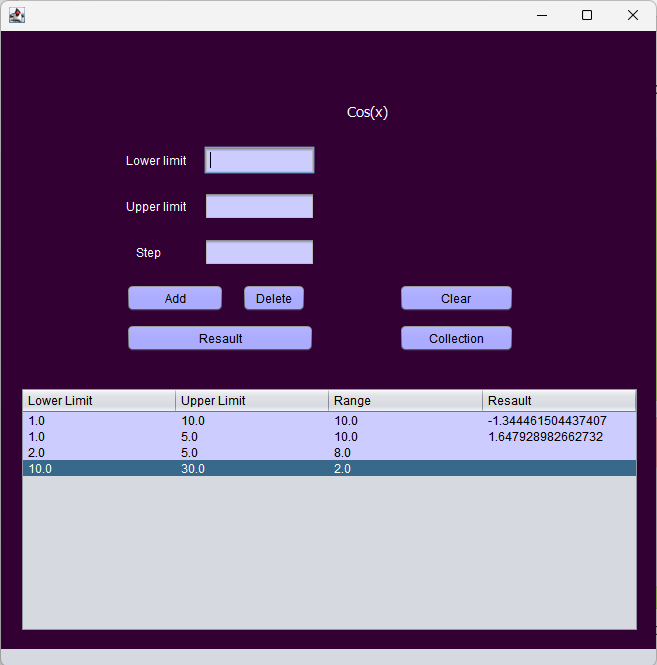 Cos(x)
Lower limit
Upper limit
Step
Add Delete Clear
Resault Collection
Lower Limit Upper Limit Range Resault
1.0 10.0 10.0 -1.344461504437407
1.0 5.0 10.0 1.647928982662732
2.0 5.0 8.0
10.0 30.0 2.0